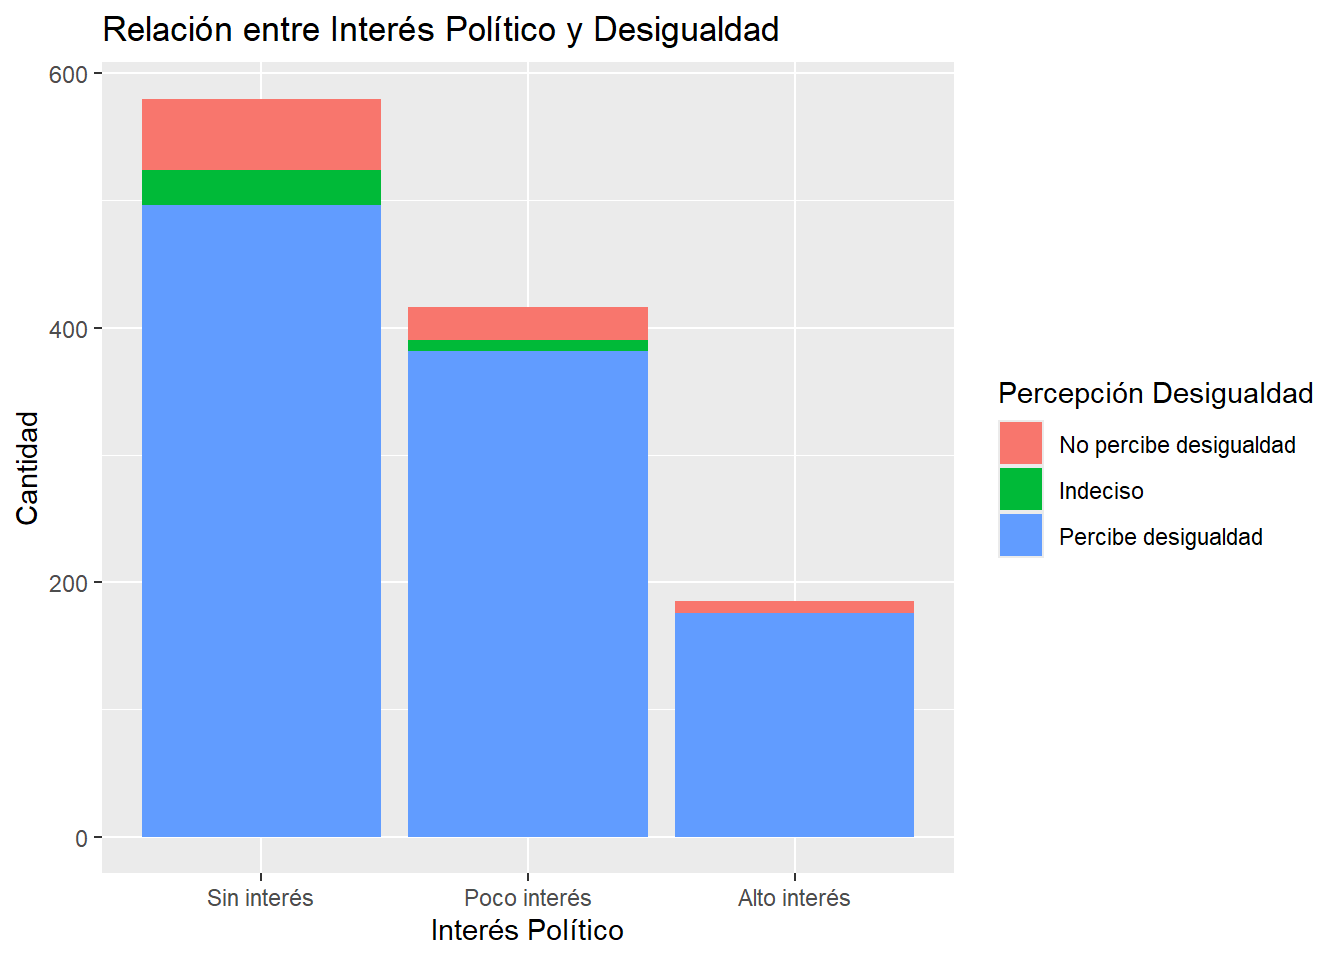 Relación entre Interés Político y Desigualdad
600
400
200
0
Cantidad
Sin interés
Poco interés
Alto interés
Interés Político
Percepción Desigualdad
No percibe desigualdad
Indeciso
Percibe desigualdad